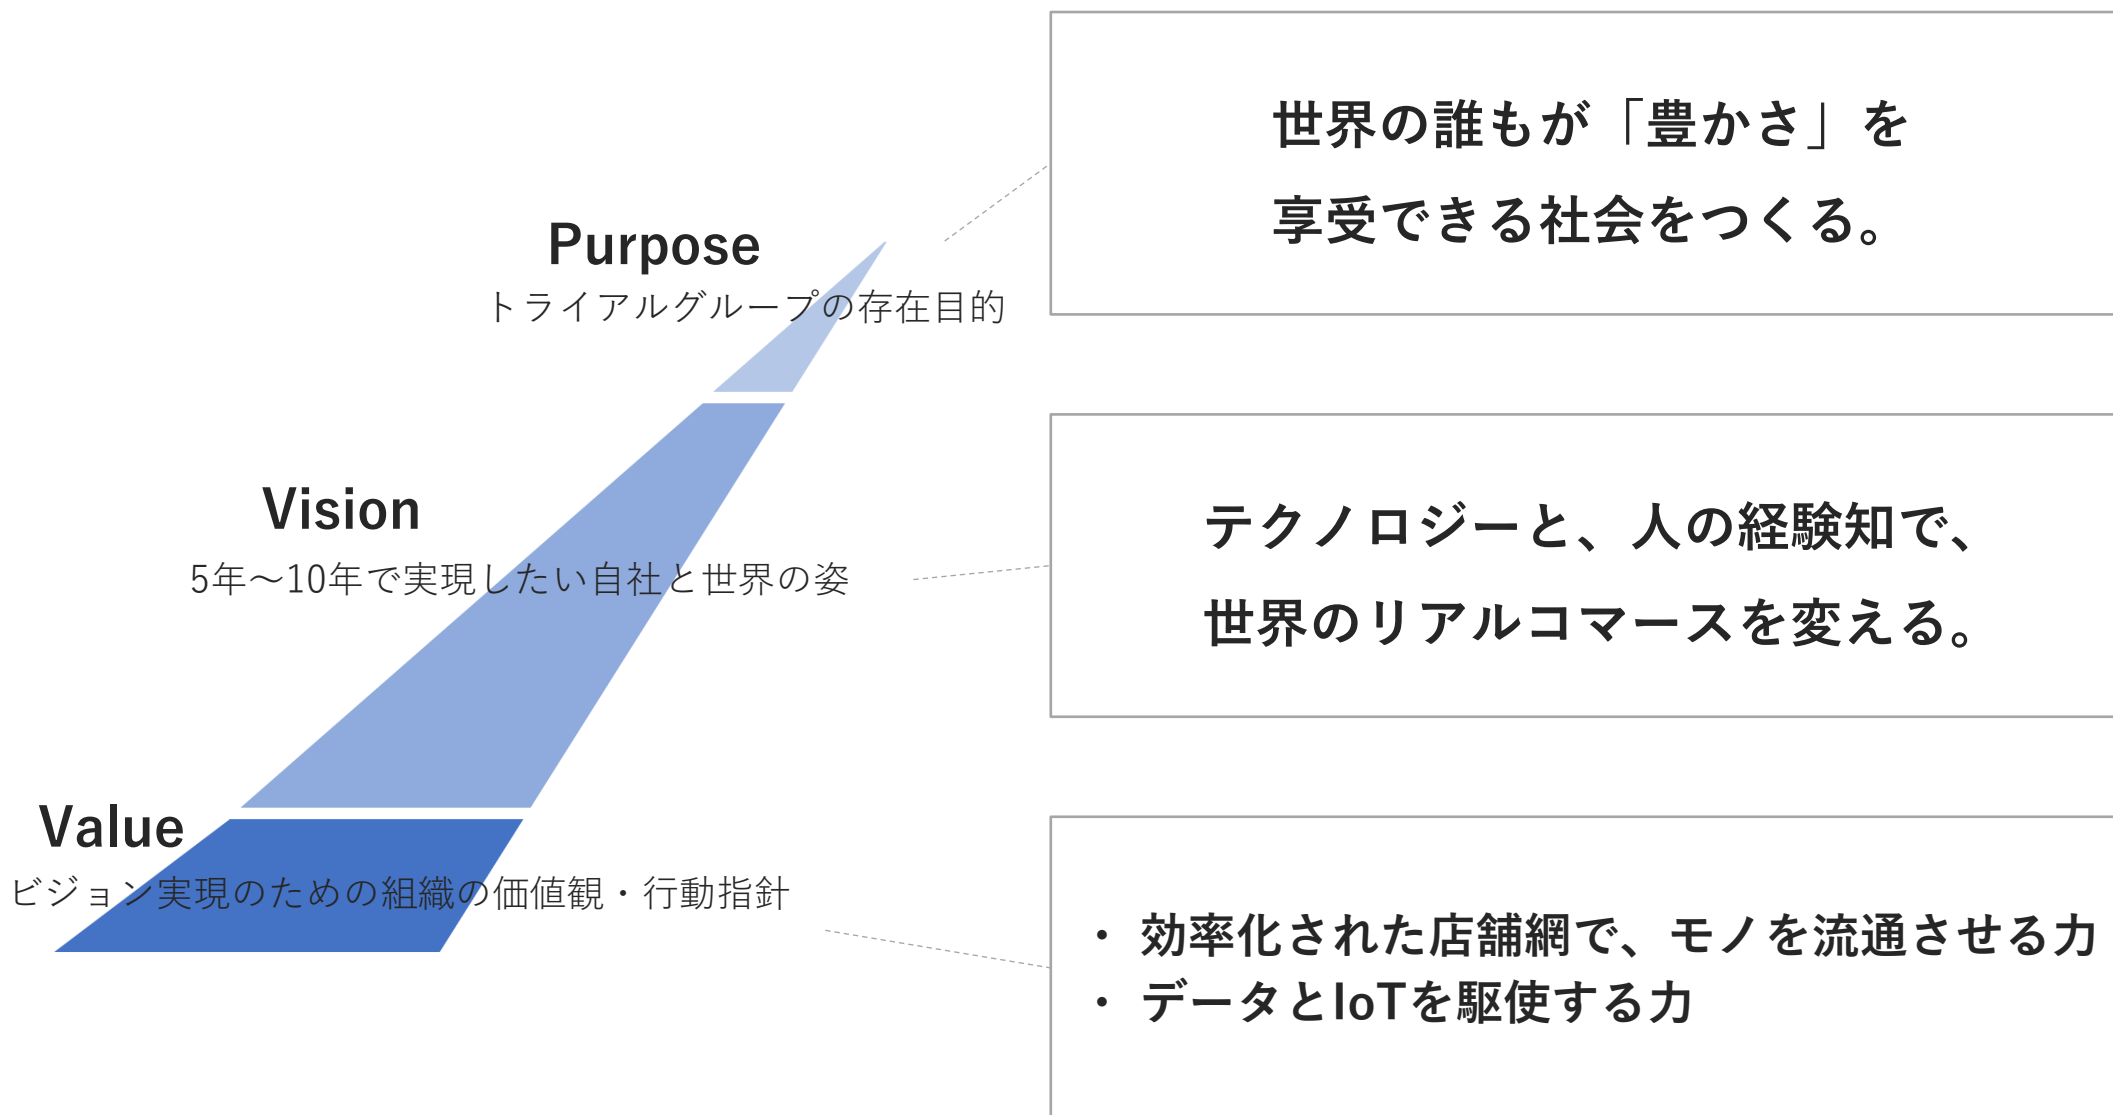 Purpose
トライアルグループの存在目的
世界の誰もが「豊かさ」を
享受できる社会をつくる。
Vision
5年～10年で実現したい自社と世界の姿
テクノロジーと、人の経験知で、
世界のリアルコマースを変える。
Value
ビジョン実現のための組織の価値観・行動指針
・ 効率化された店舗網で、モノを流通させる力
・ データとIoTを駆使する力